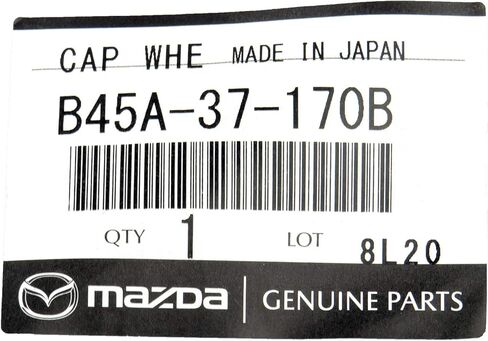 CAP WHE MADE IN JAPAN
B45A-37-170B
QTY 1 LOT 8L20
mazda GENUINE PARTS